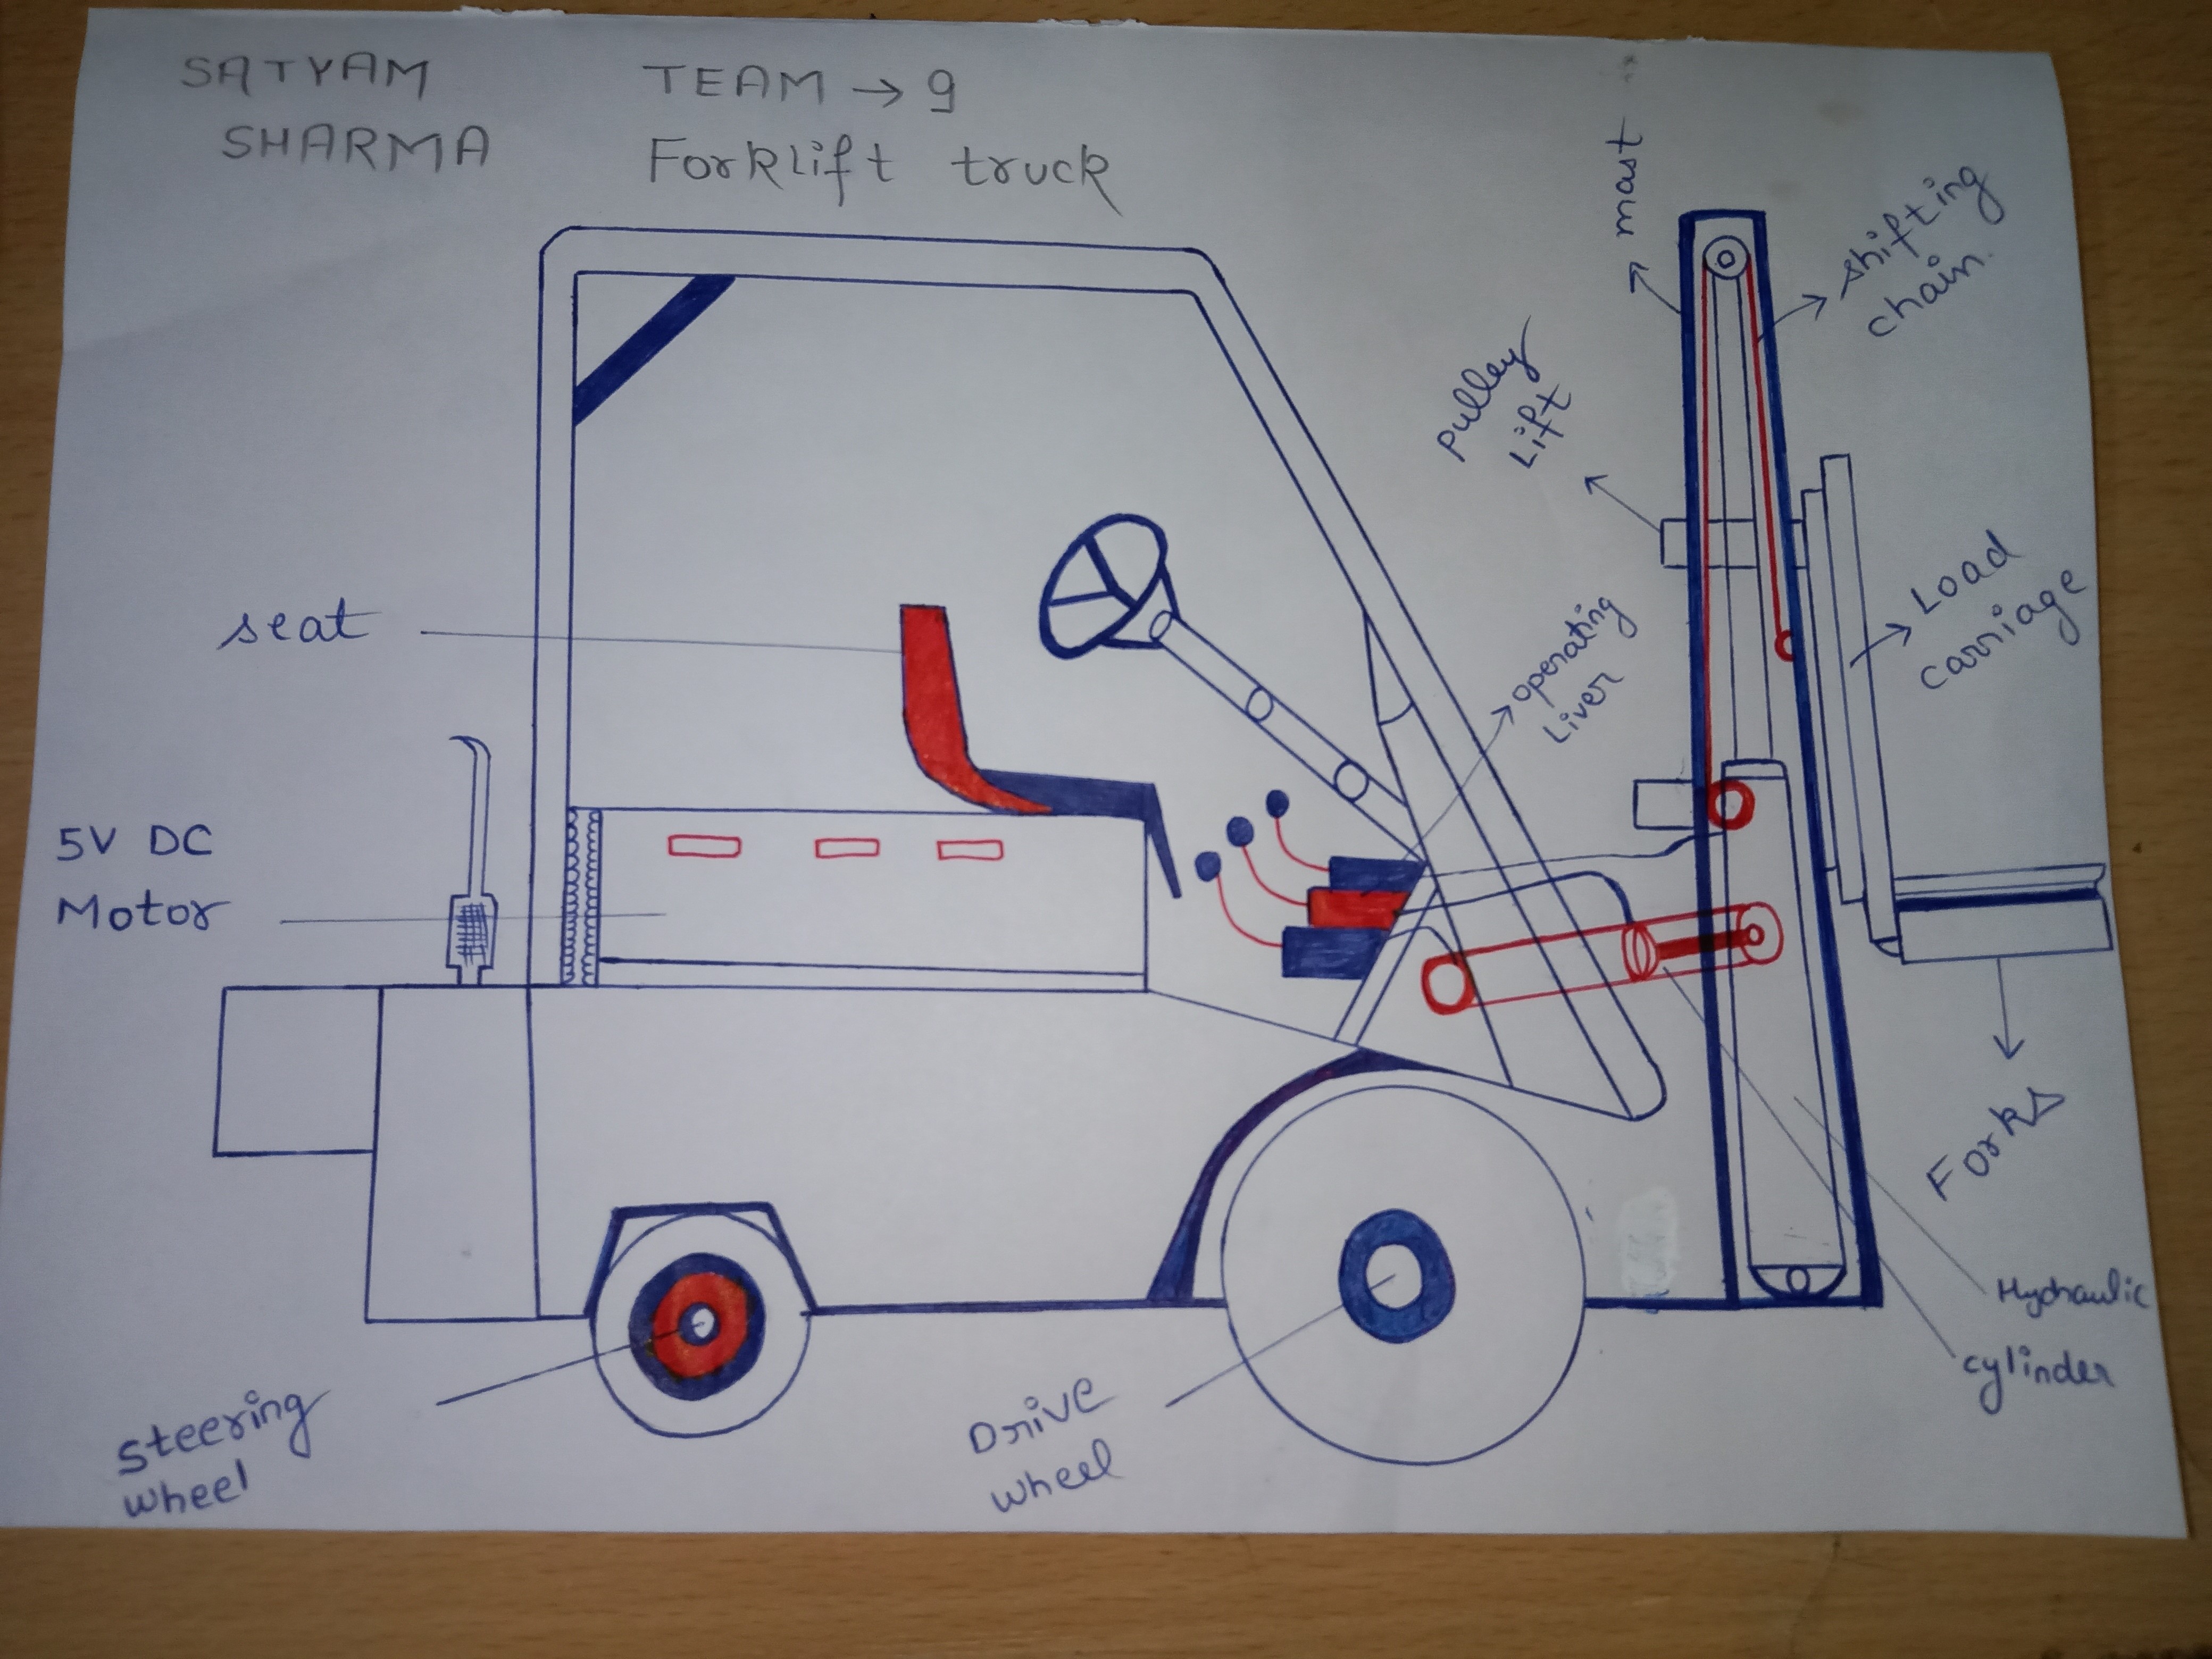 SATYAM
SHARMA
TEAM → 9
ForkLift truck
mast
shifting
chain.
Pulley
Lift
Load
carriage
operating
Liver
seat
5V DC
Motor
Forks
Hydraulic
cylinder
steering
wheel
Drive
wheel